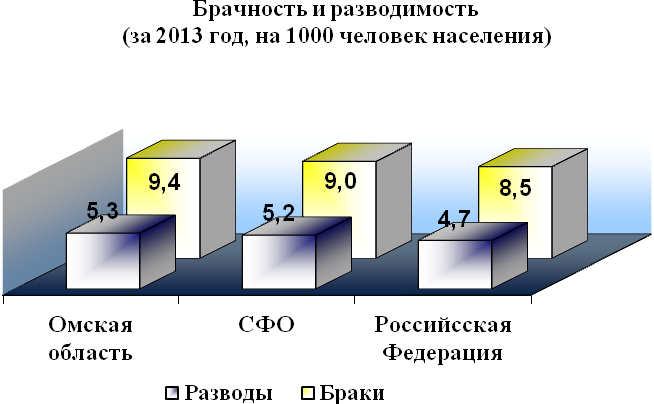 Брачность и разводимость
(за 2013 год, на 1000 человек населения)
9,4
9,0
8,5
5,3
5,2
4,7
Омская
область
СФО
Российсская
Федерация
Разводы
Браки